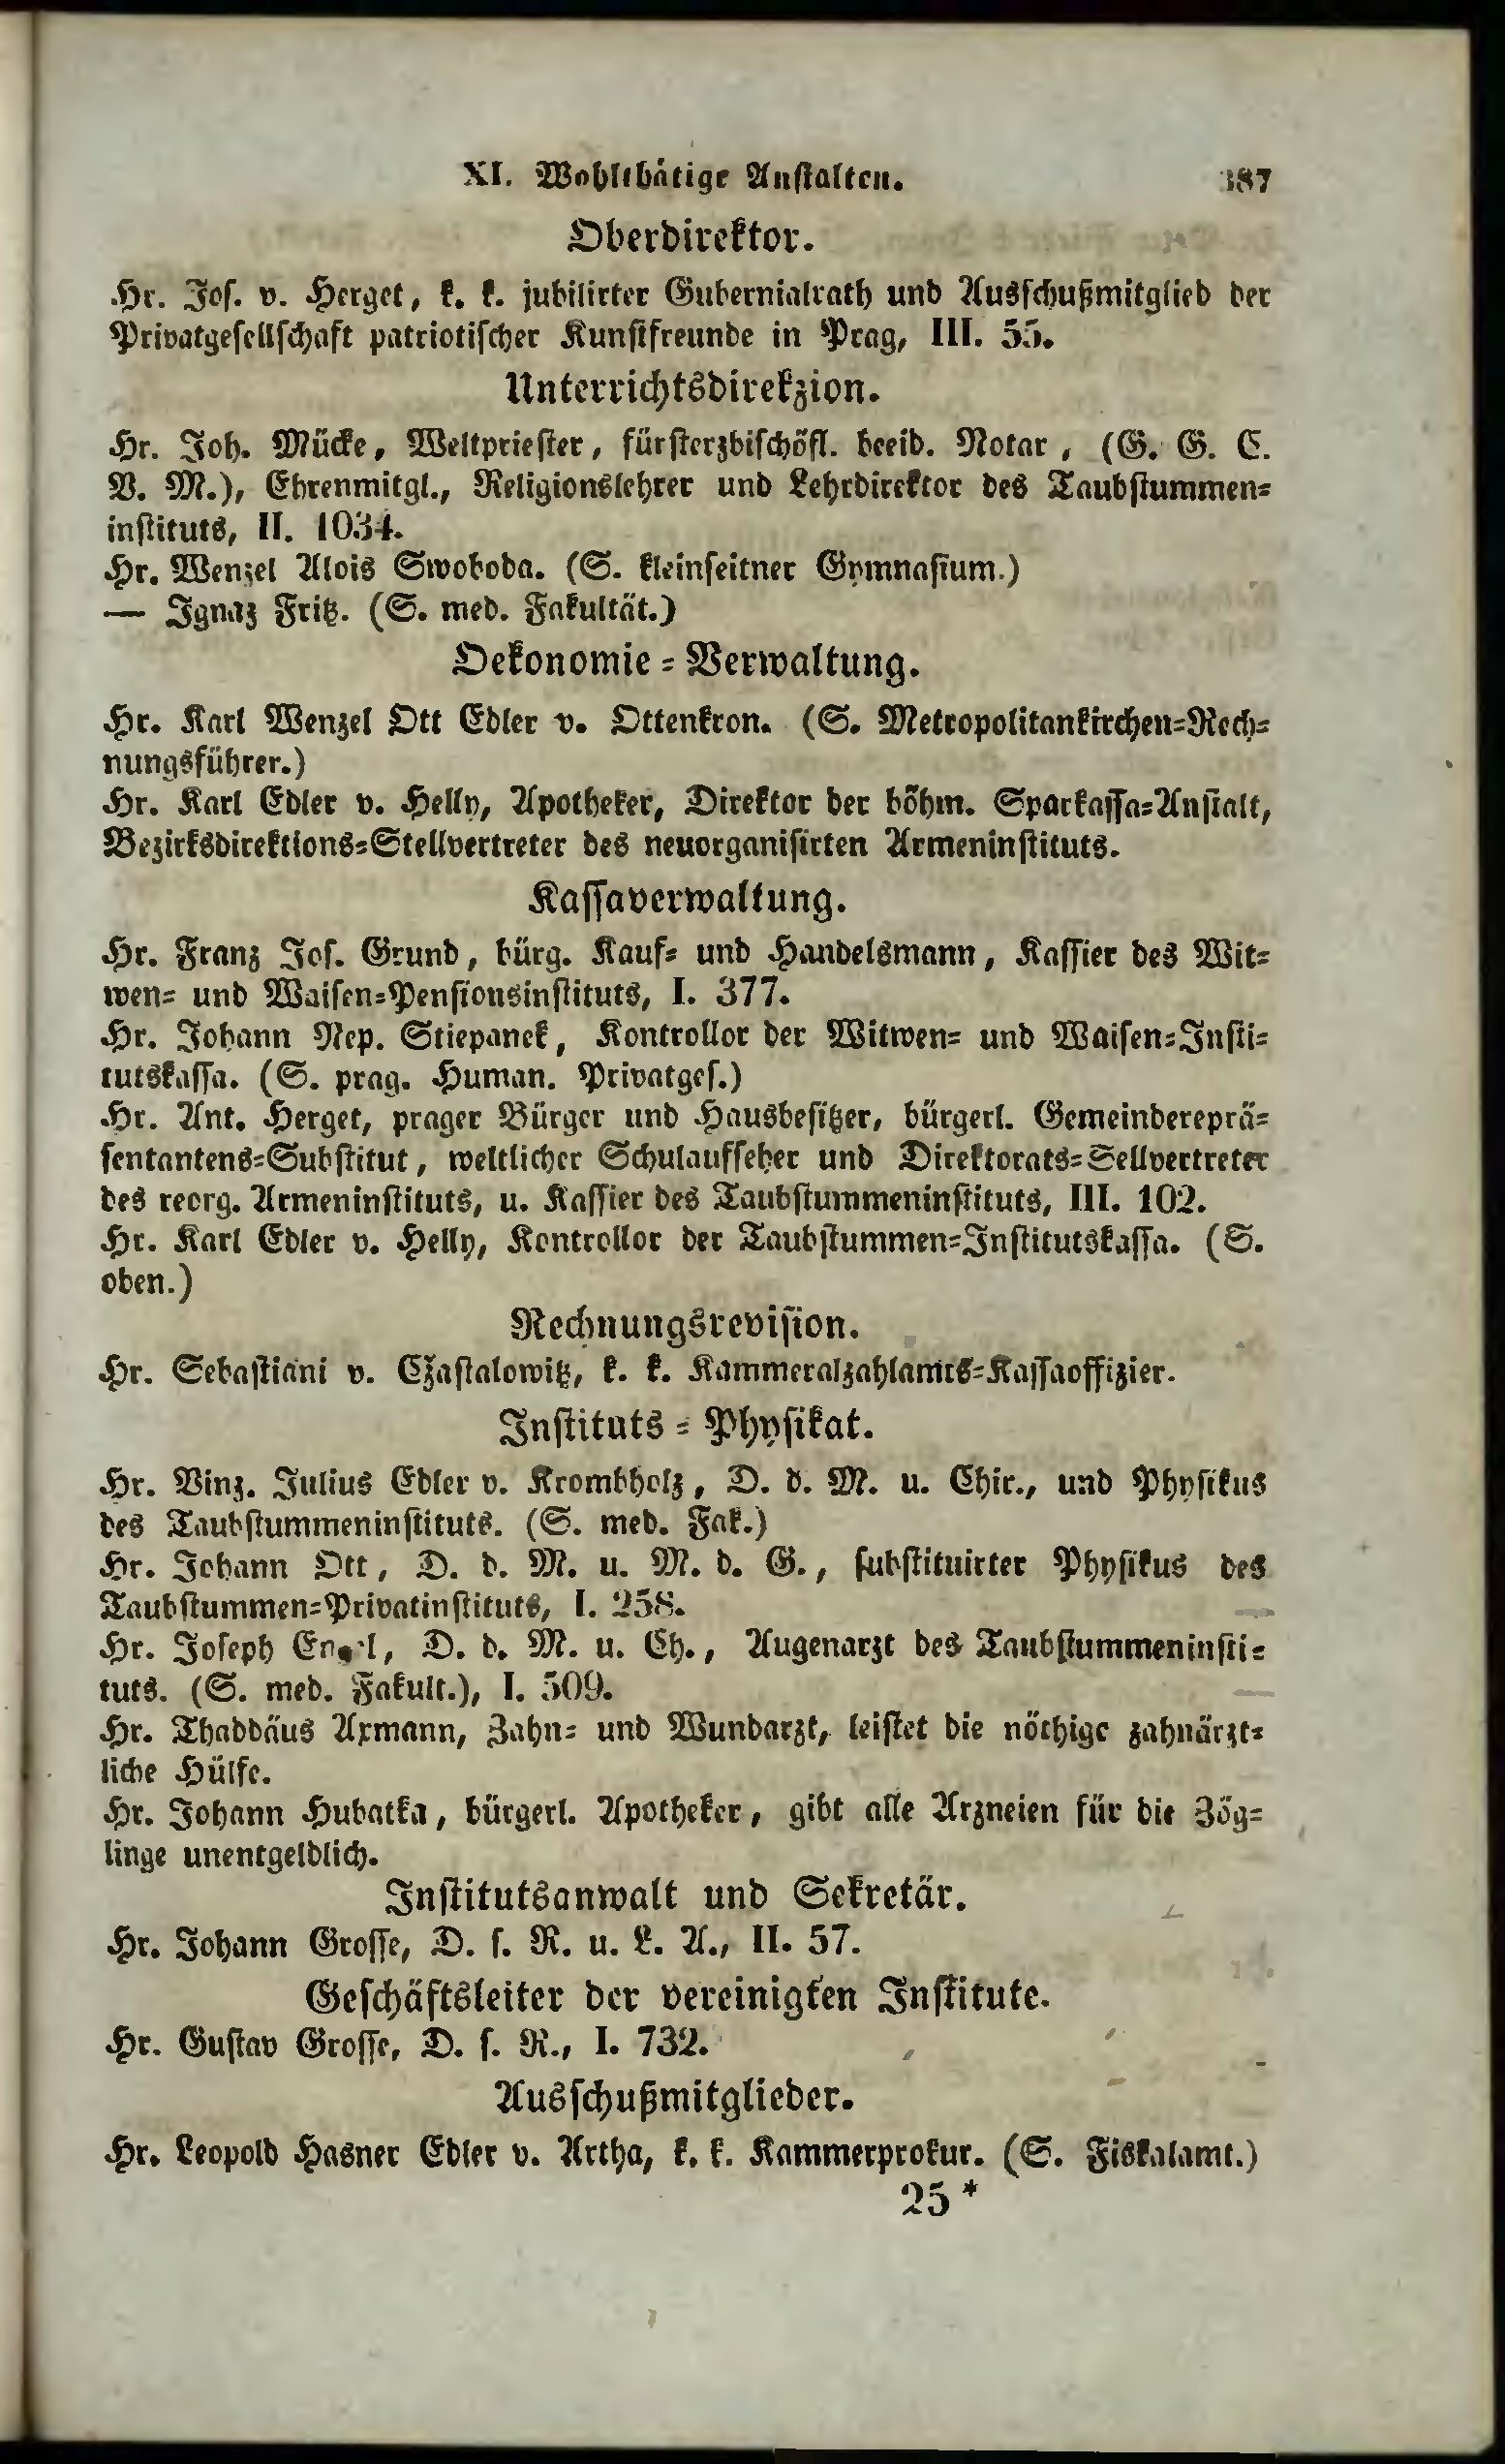 XI. Wohlthätige Anstalten. 387
Oberdirektor.
Hr. Jos. v. Herget, k. k. jubilirter Gubernialrath und Ausschußmitglied der
Privatgesellschaft patriotischer Kunstfreunde in Prag, III. 55.
Unterrichtsdirekzion.
Hr. Joh. Mücke, Weltpriester, fürsterzbischöfl. beeid. Notar, (G. G. C.
V. M.), Ehrenmitgl., Religionslehrer und Lehrdirektor des Taubstummen-
instituts, II. 1034.
Hr. Wenzel Alois Swoboda. (S. kleinseitner Gymnasium.)
— Ignaz Fritz. (S. med. Fakultät.)
Oekonomie-Verwaltung.
Hr. Karl Wenzel Ott Edler v. Ottenkron. (S. Metropolitankirchen-Rech-
nungsführer.)
Hr. Karl Edler v. Helly, Apotheker, Direktor der böhm. Sparkassa-Anstalt,
Bezirksdirektions-Stellvertreter des neuorganisirten Armeninstituts.
Kassaverwaltung.
Hr. Franz Jos. Grund, bürg. Kauf- und Handelsmann, Kassier des Wit-
wen- und Waisen-Pensionsinstituts, I. 377.
Hr. Johann Nep. Stiepanek, Kontrollor der Witwen- und Waisen-Insti-
tutskassa. (S. prag. Human. Privatges.)
Hr. Ant. Herget, prager Bürger und Hausbesitzer, bürgerl. Gemeinderepräs-
sentantens-Substitut, weltlicher Schulaufseher und Direktorats-Sellvertreter
des reorg. Armeninstituts, u. Kassier des Taubstummeninstituts, III. 102.
Hr. Karl Edler v. Helly, Kontrollor der Taubstummen-Institutskassa. (S.
oben.)
Rechnungsrevision.
Hr. Sebastiani v. Czastalowitz, k. k. Kammeralzahlamts-Kassaoffizier.
Instituts-Physikat.
Hr. Vinz. Julius Edler v. Krombholz, D. d. M. u. Chir., und Physikus
des Taubstummeninstituts. (S. med. Fak.)
Hr. Johann Ott, D. d. M. u. M. d. G., substituirter Physikus des
Taubstummen-Privatinstituts, I. 258.
Hr. Joseph Engel, D. d. M. u. Ch., Augenarzt des Taubstummeninsti-
tuts. (S. med. Fakult.), I. 509.
Hr. Thaddäus Axmann, Zahn- und Wundarzt, leistet die nöthige zahnärzt-
liche Hülfe.
Hr. Johann Hubatka, bürgerl. Apotheker, gibt alle Arzneien für die Zög-
linge unentgeldlich.
Institutsanwalt und Sekretär.
Hr. Johann Grosse, D. s. R. u. L. A., II. 57.
Geschäftsleiter der vereinigten Institute.
Hr. Gustav Grosse, D. s. R., I. 732.
Ausschußmitglieder.
Hr. Leopold Hasner Edler v. Artha, k. k. Kammerprokur. (S. Fiskalamt.)
25 *